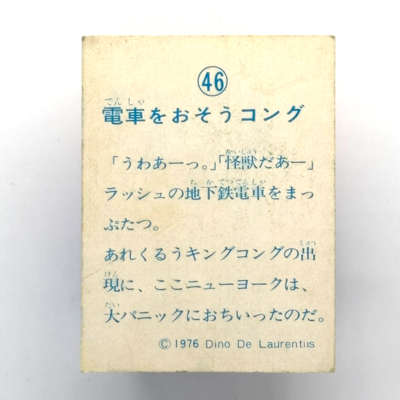 46
電車をおそうコング
「うわあーっ。」「怪獣だあー」
ラッシュの地下鉄電車をまっ
ぷたつ。
あれくるうキングコングの出
現に、ここニューヨークは、
大パニックにおちいったのだ。
© 1976 Dino De Laurentiis